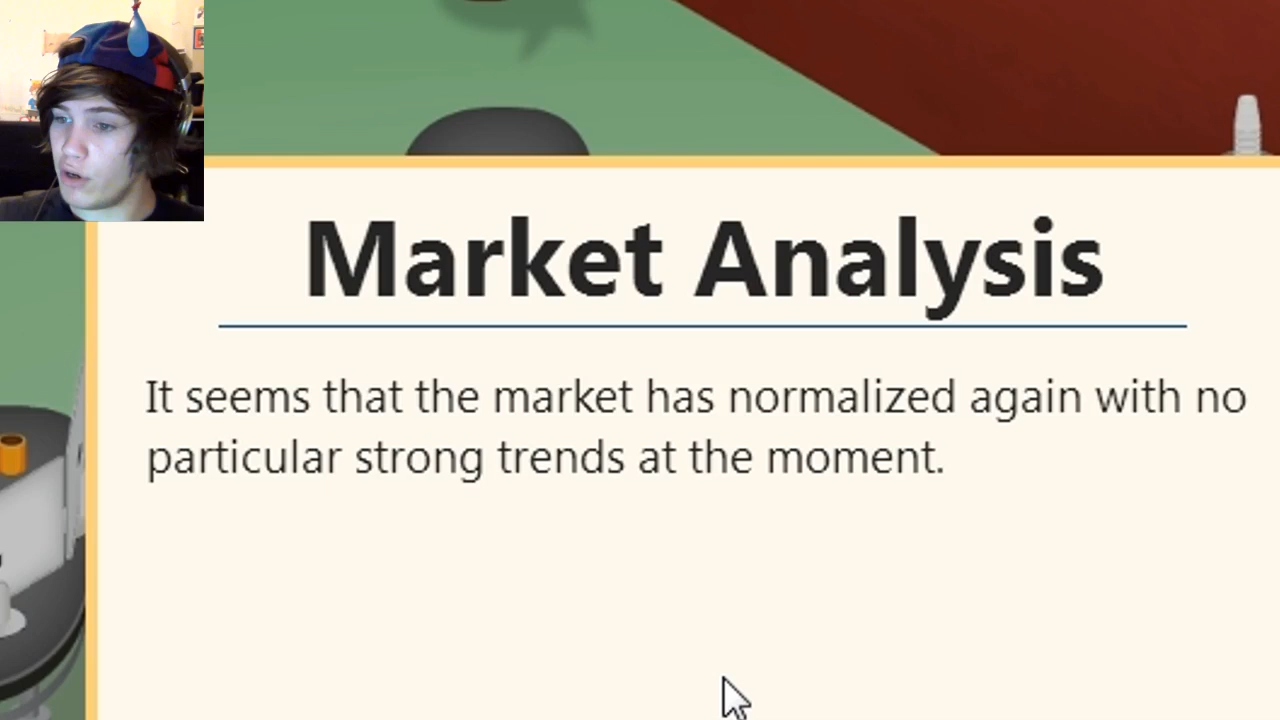 Market Analysis
It seems that the market has normalized again with no
particular strong trends at the moment.